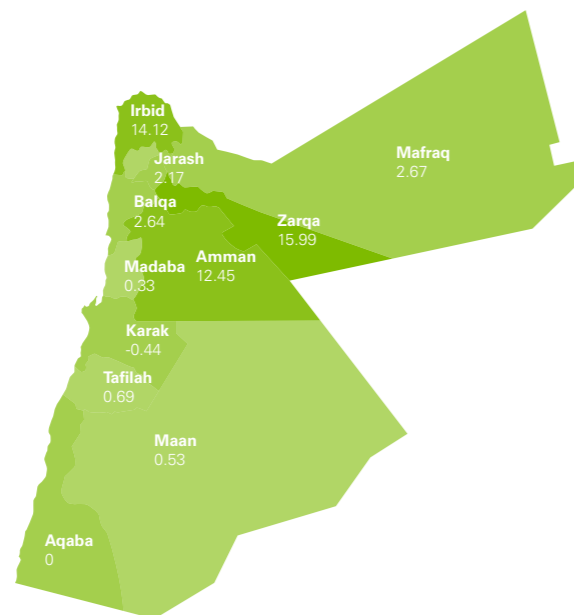 Irbid
14.12
Jarash
2.17
Mafraq
2.67
Balqa
2.64
Zarqa
15.99
Amman
12.45
Madaba
0.33
Karak
-0.44
Tafilah
0.69
Maan
0.53
Aqaba
0